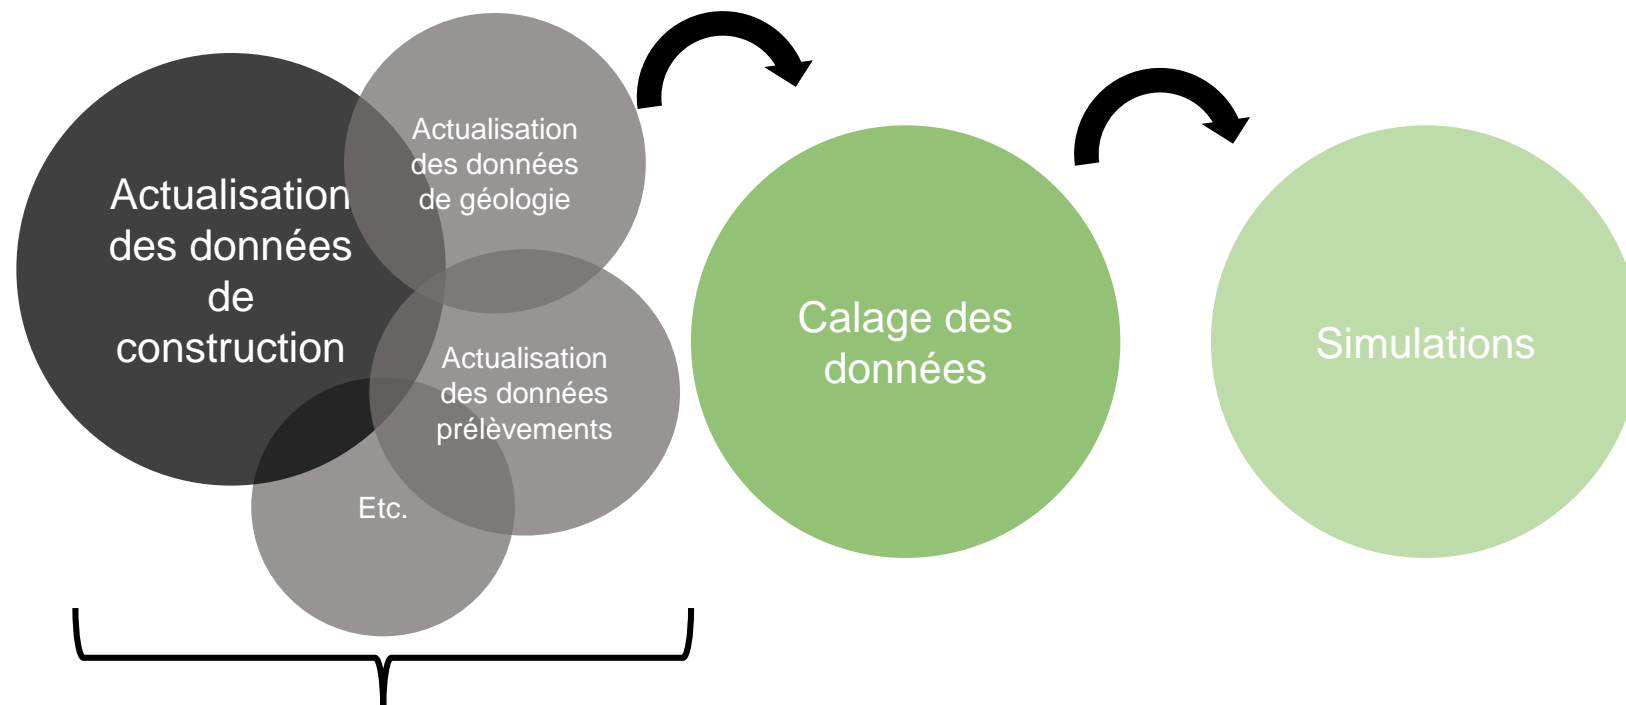 Actualisation
des données
de
construction
Actualisation
des données
de géologie
Actualisation
des données
prélèvements
Etc.
Calage des
données
Simulations